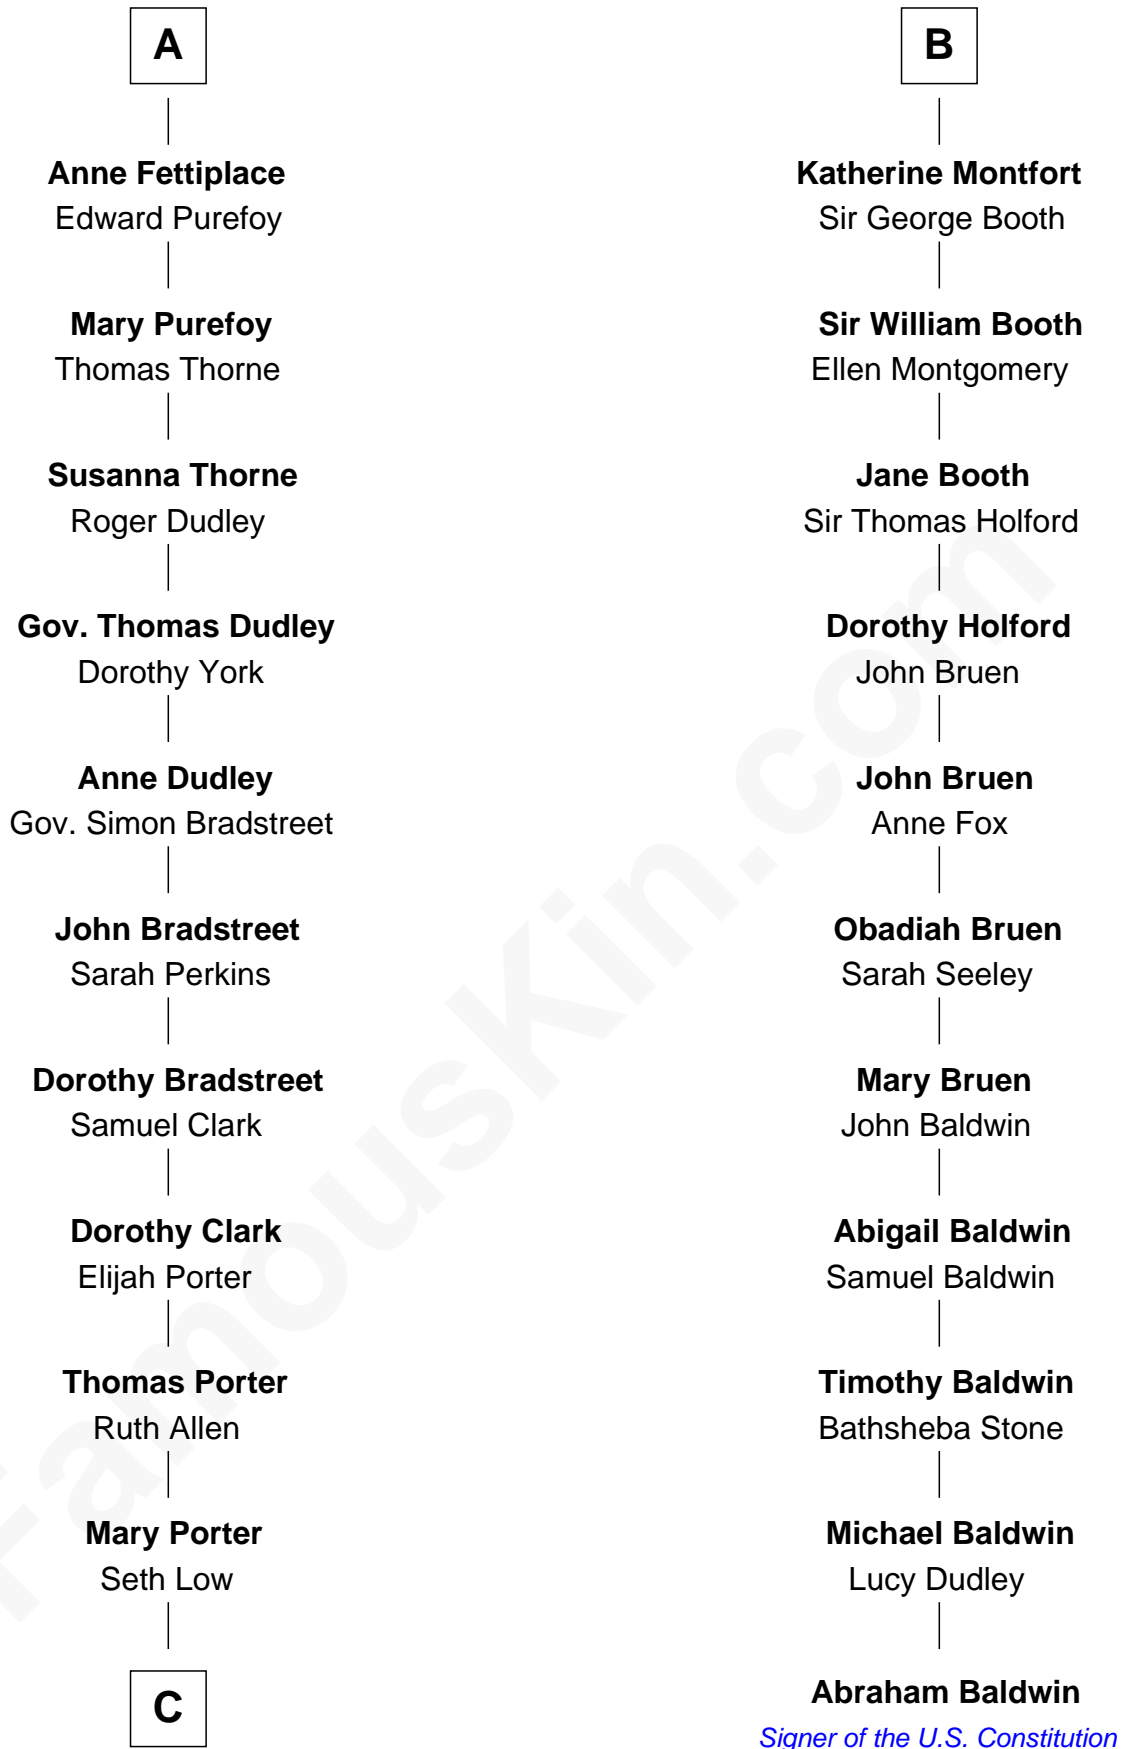 A
Anne Fettiplace
Edward Purefoy
Mary Purefoy
Thomas Thorne
Susanna Thorne
Roger Dudley
Gov. Thomas Dudley
Dorothy York
Anne Dudley
Gov. Simon Bradstreet
John Bradstreet
Sarah Perkins
Dorothy Bradstreet
Samuel Clark
Dorothy Clark
Elijah Porter
Thomas Porter
Ruth Allen
Mary Porter
Seth Low
C
B
Katherine Montfort
Sir George Booth
Sir William Booth
Ellen Montgomery
Jane Booth
Sir Thomas Holford
Dorothy Holford
John Bruen
John Bruen
Anne Fox
Obadiah Bruen
Sarah Seeley
Mary Bruen
John Baldwin
Abigail Baldwin
Samuel Baldwin
Timothy Baldwin
Bathsheba Stone
Michael Baldwin
Lucy Dudley
Abraham Baldwin
Signer of the U.S. Constitution
FamousKin.com